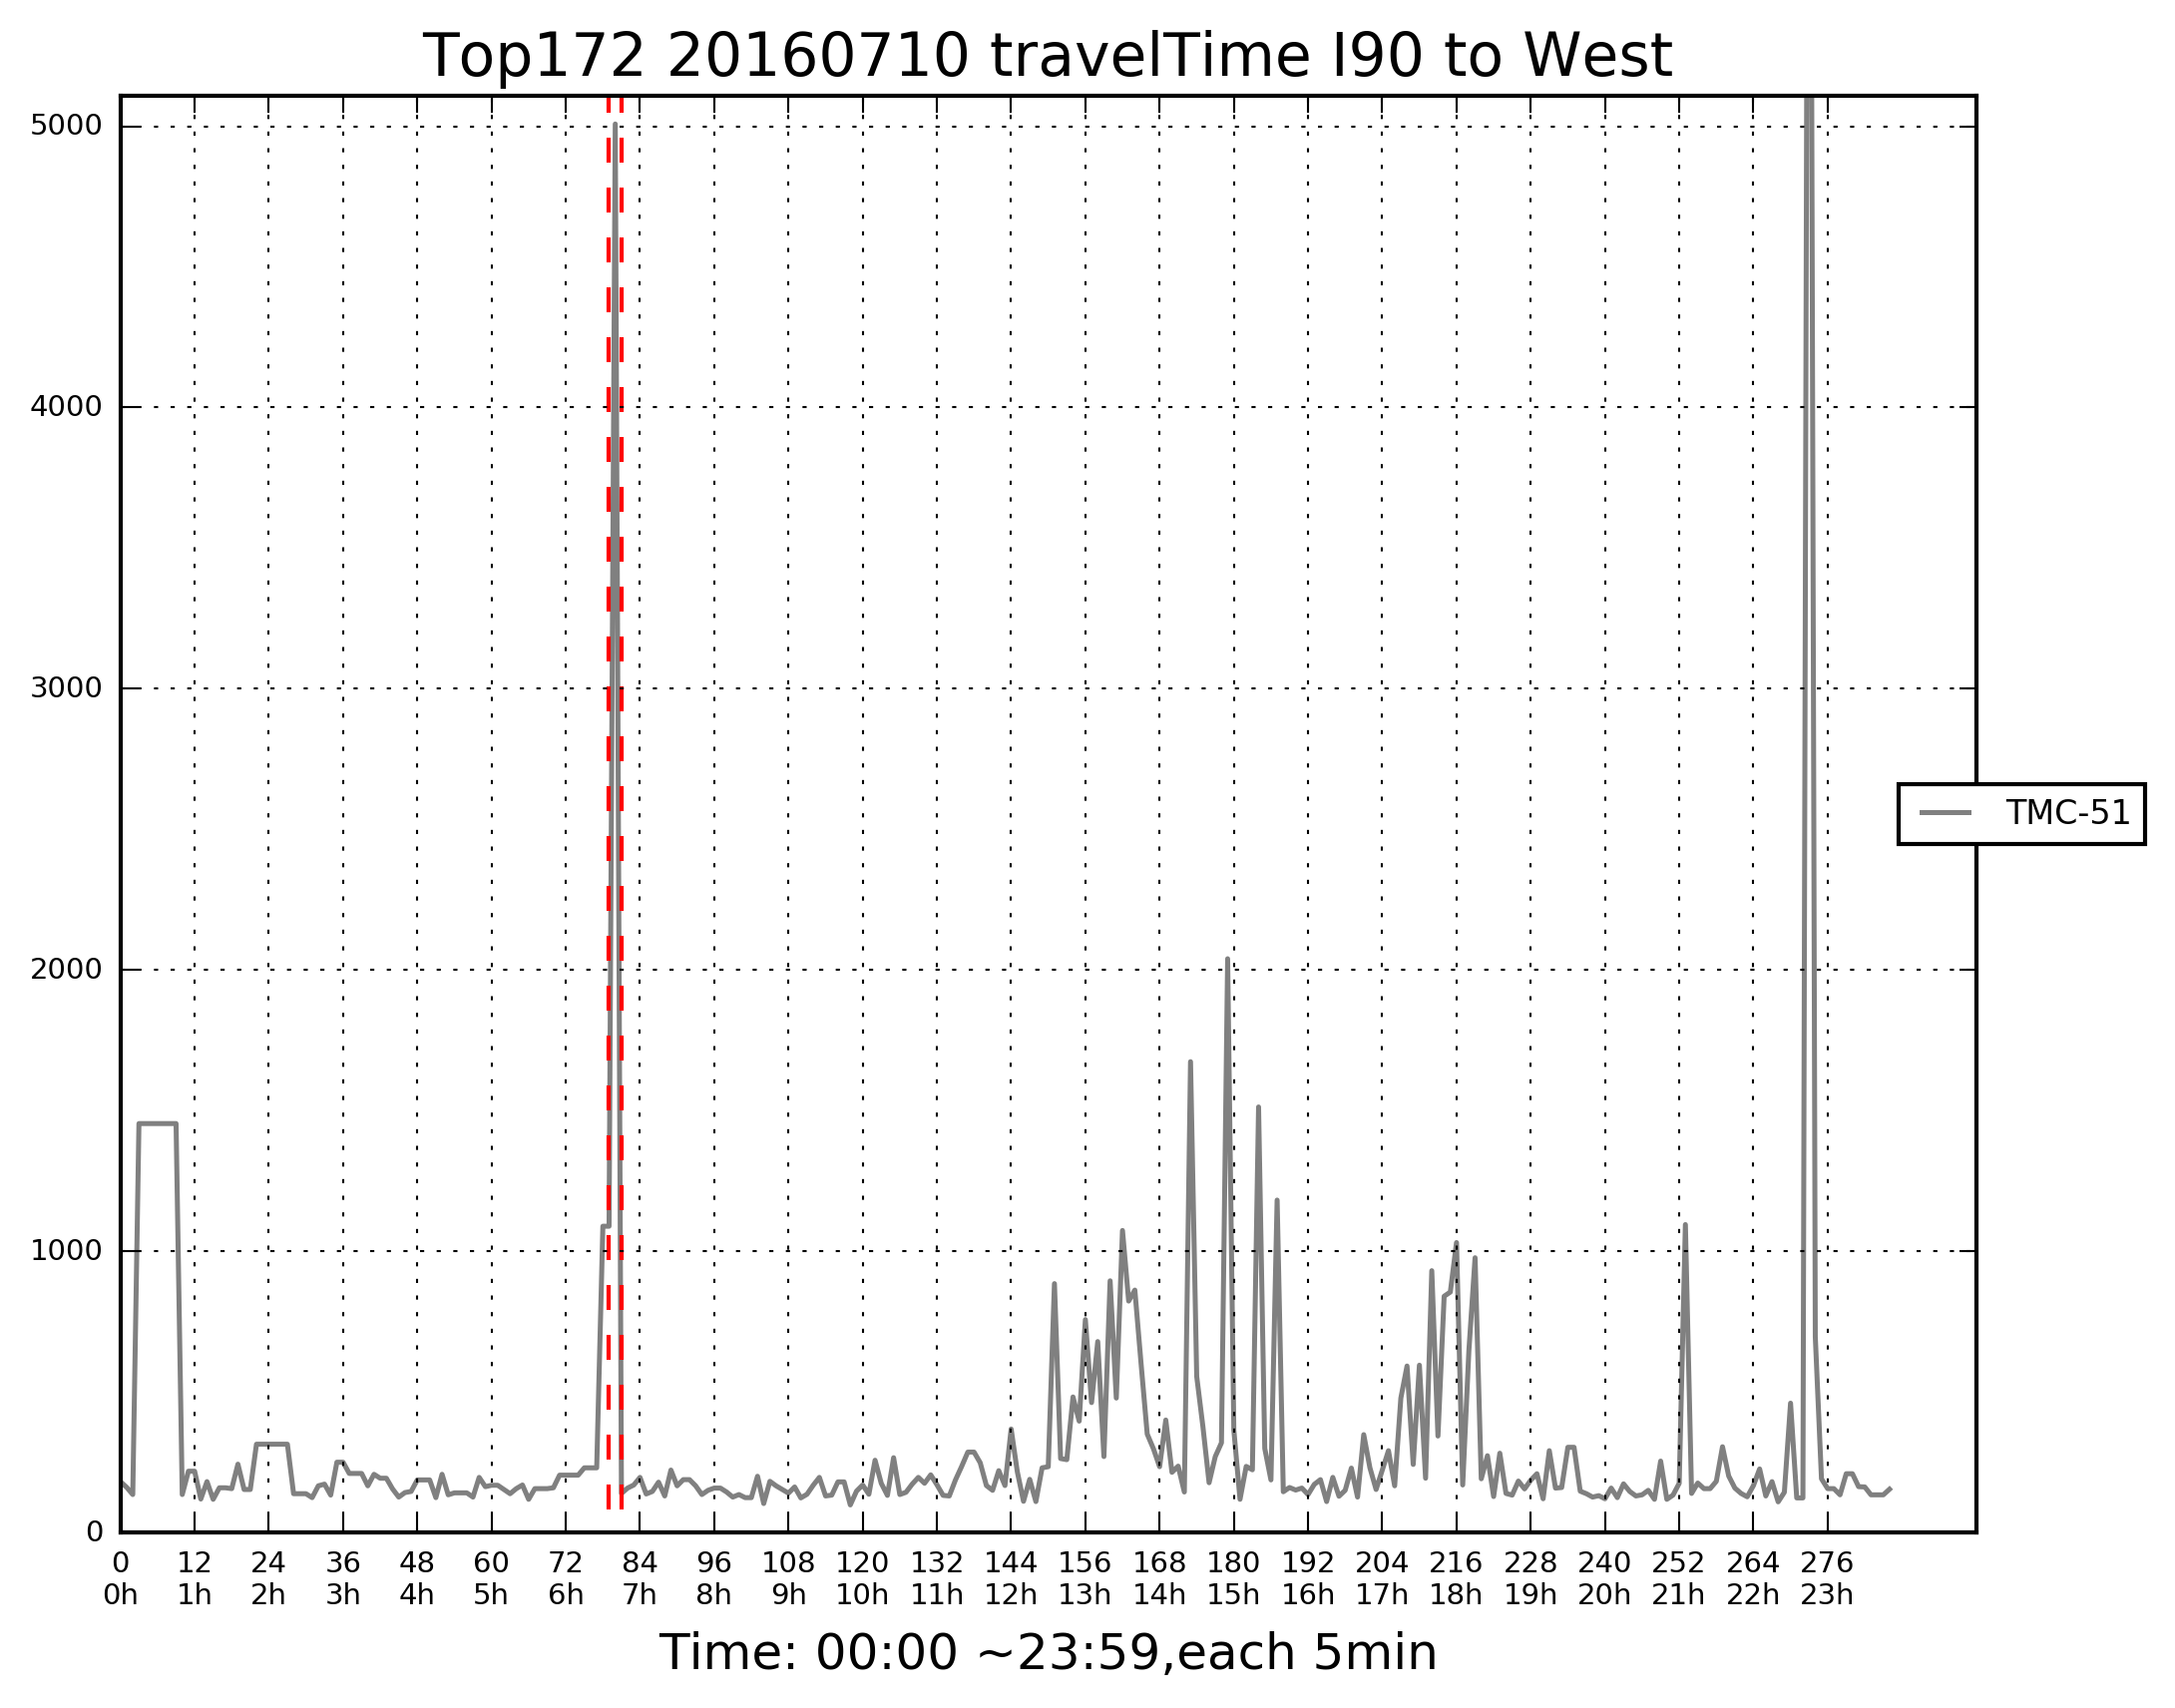 Top172 20160710 travelTime I90 to West
5000
4000
3000
2000
1000
0
TMC-51
0 12 24 36 48 60 72 84 96 108 120 132 144 156 168 180 192 204 216 228 240 252 264 276
0h 1h 2h 3h 4h 5h 6h 7h 8h 9h 10h 11h 12h 13h 14h 15h 16h 17h 18h 19h 20h 21h 22h 23h
Time: 00:00 ~23:59,each 5min